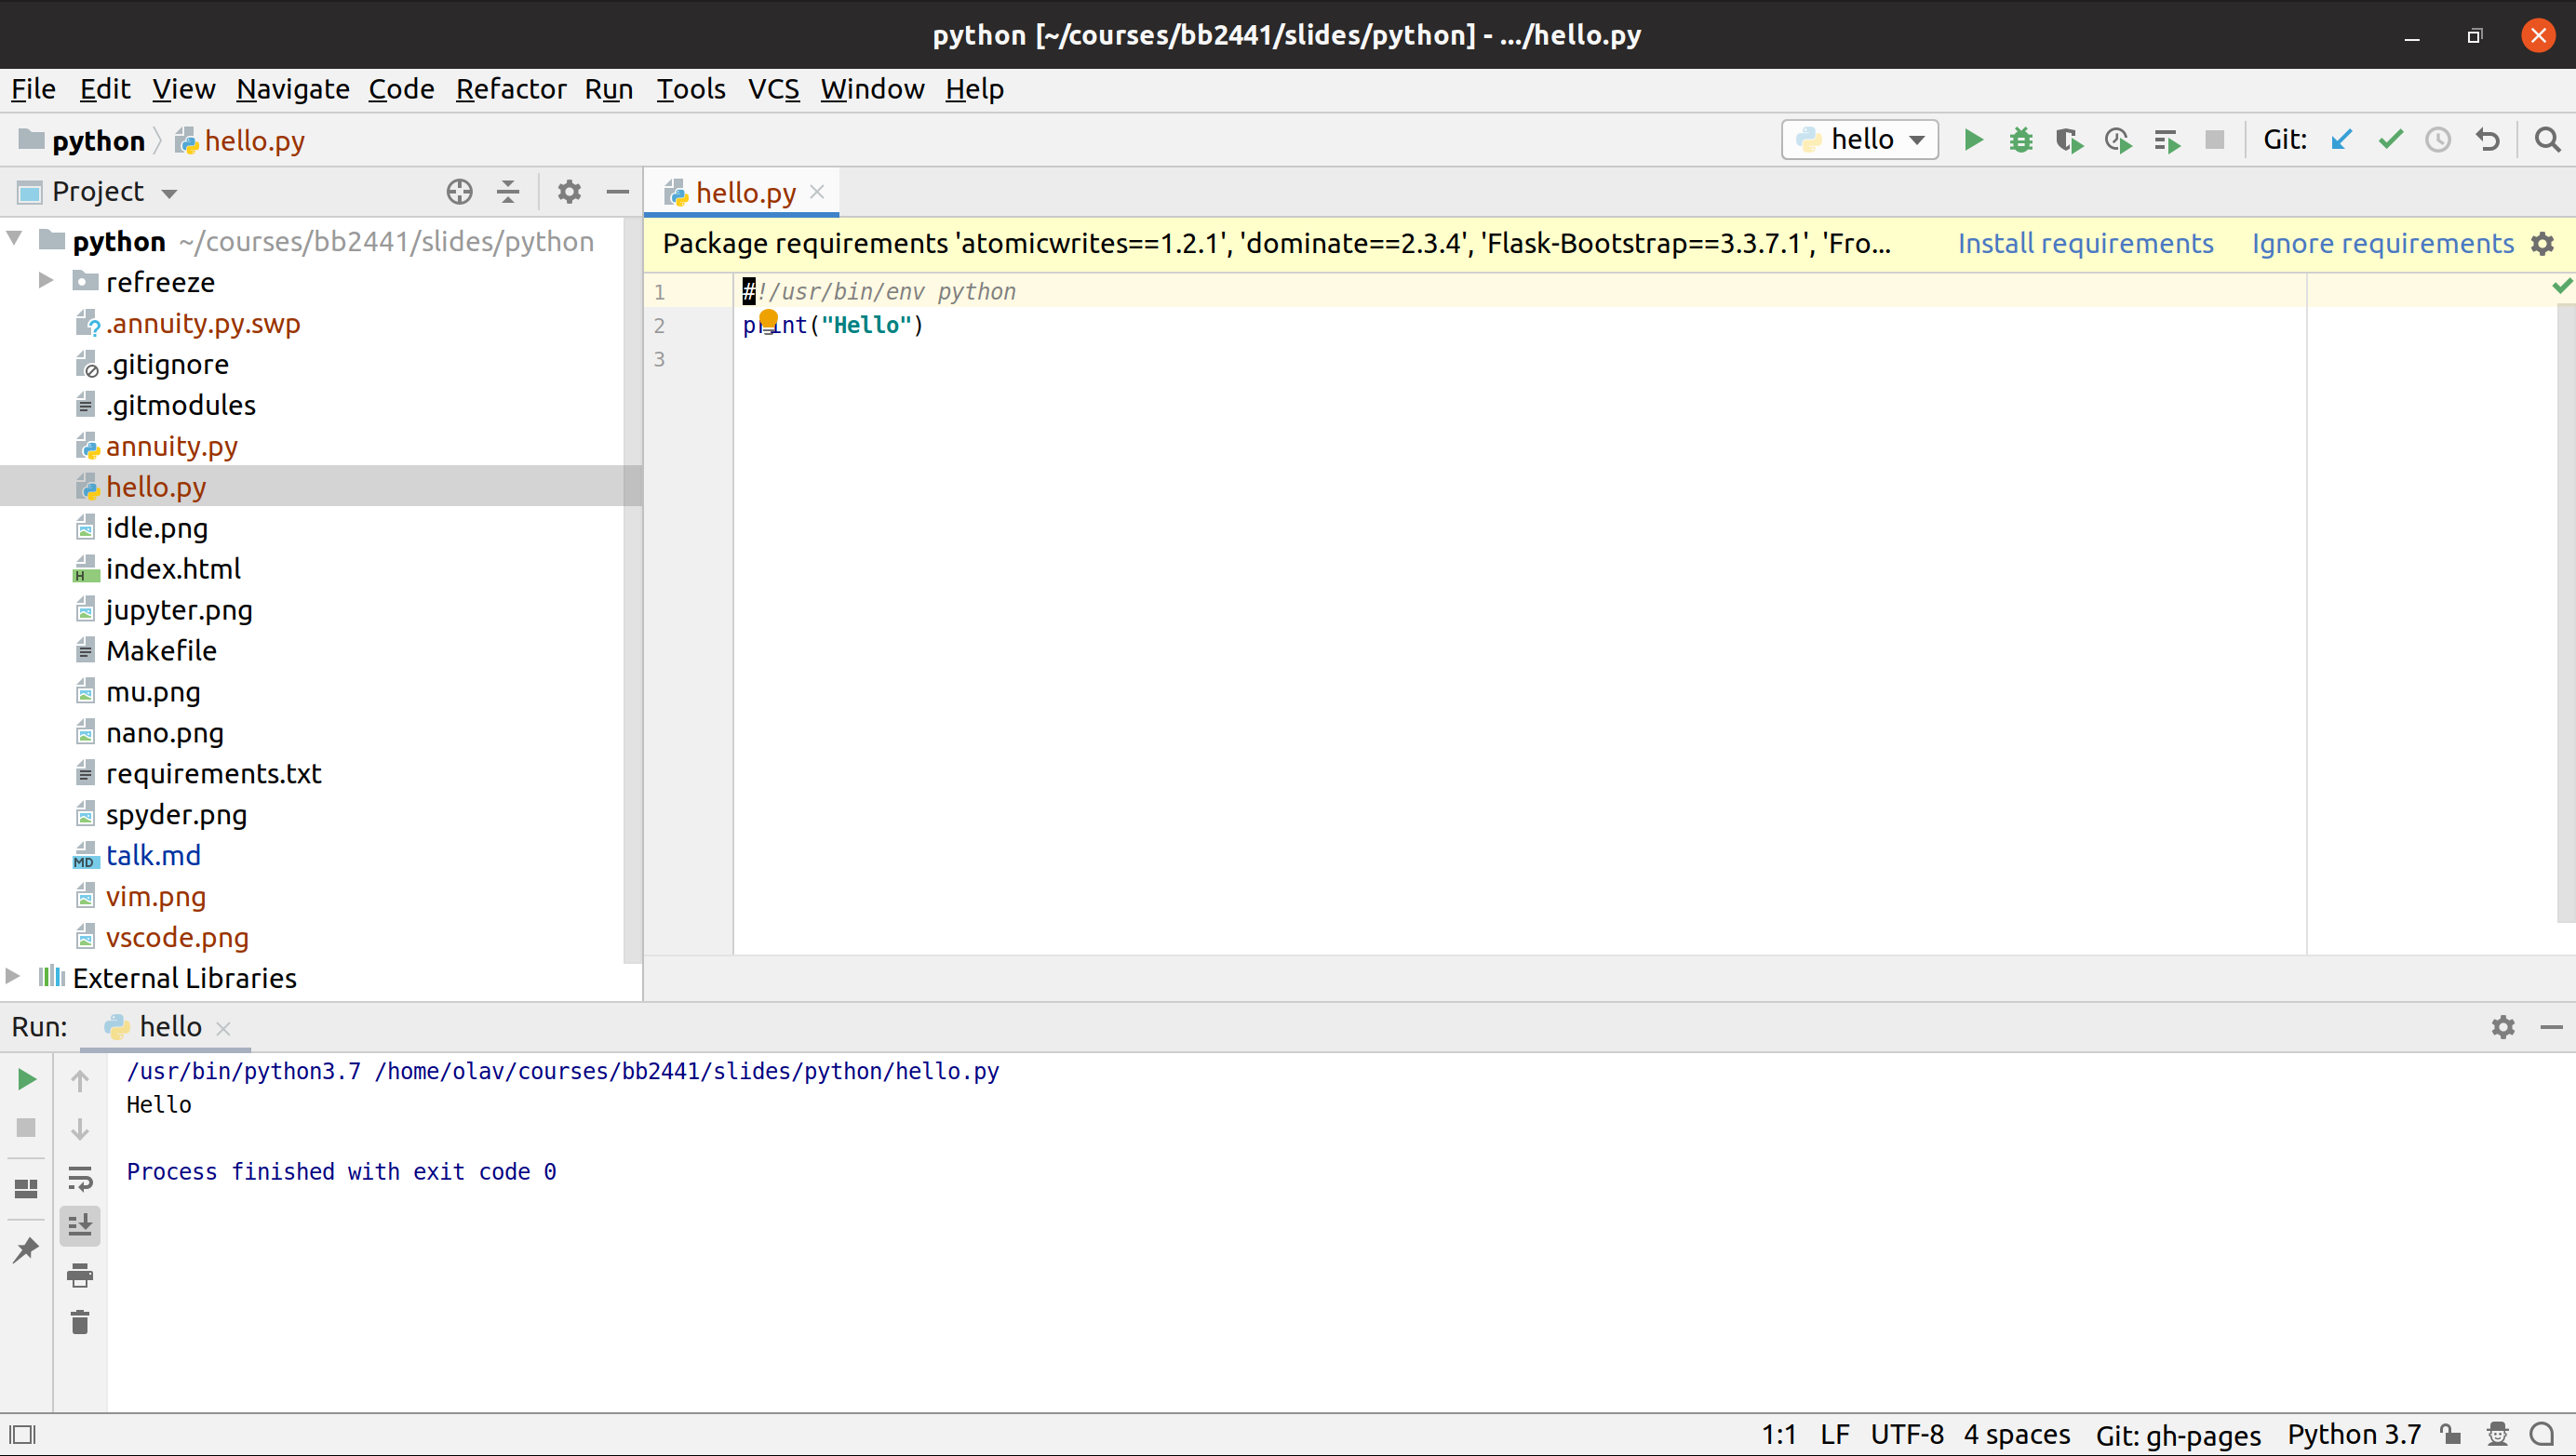 python [~/courses/bb2441/slides/python] - .../hello.py
File Edit View Navigate Code Refactor Run Tools VCS Window Help
python hello.py
hello Git:
Project
hello.py
python ~/courses/bb2441/slides/python
Package requirements 'atomicwrites==1.2.1', 'dominate==2.3.4', 'Flask-Bootstrap==3.3.7.1', 'Fro... Install requirements Ignore requirements
refreeze
.annuity.py.swp
.gitignore
.gitmodules
annuity.py
hello.py
idle.png
index.html
jupyter.png
Makefile
mu.png
nano.png
requirements.txt
spyder.png
talk.md
vim.png
vscode.png
External Libraries
1 #!/usr/bin/env python
2 print("Hello")
3
Run: hello
/usr/bin/python3.7 /home/olav/courses/bb2441/slides/python/hello.py
Hello
Process finished with exit code 0
1:1 LF UTF-8 4 spaces Git: gh-pages Python 3.7